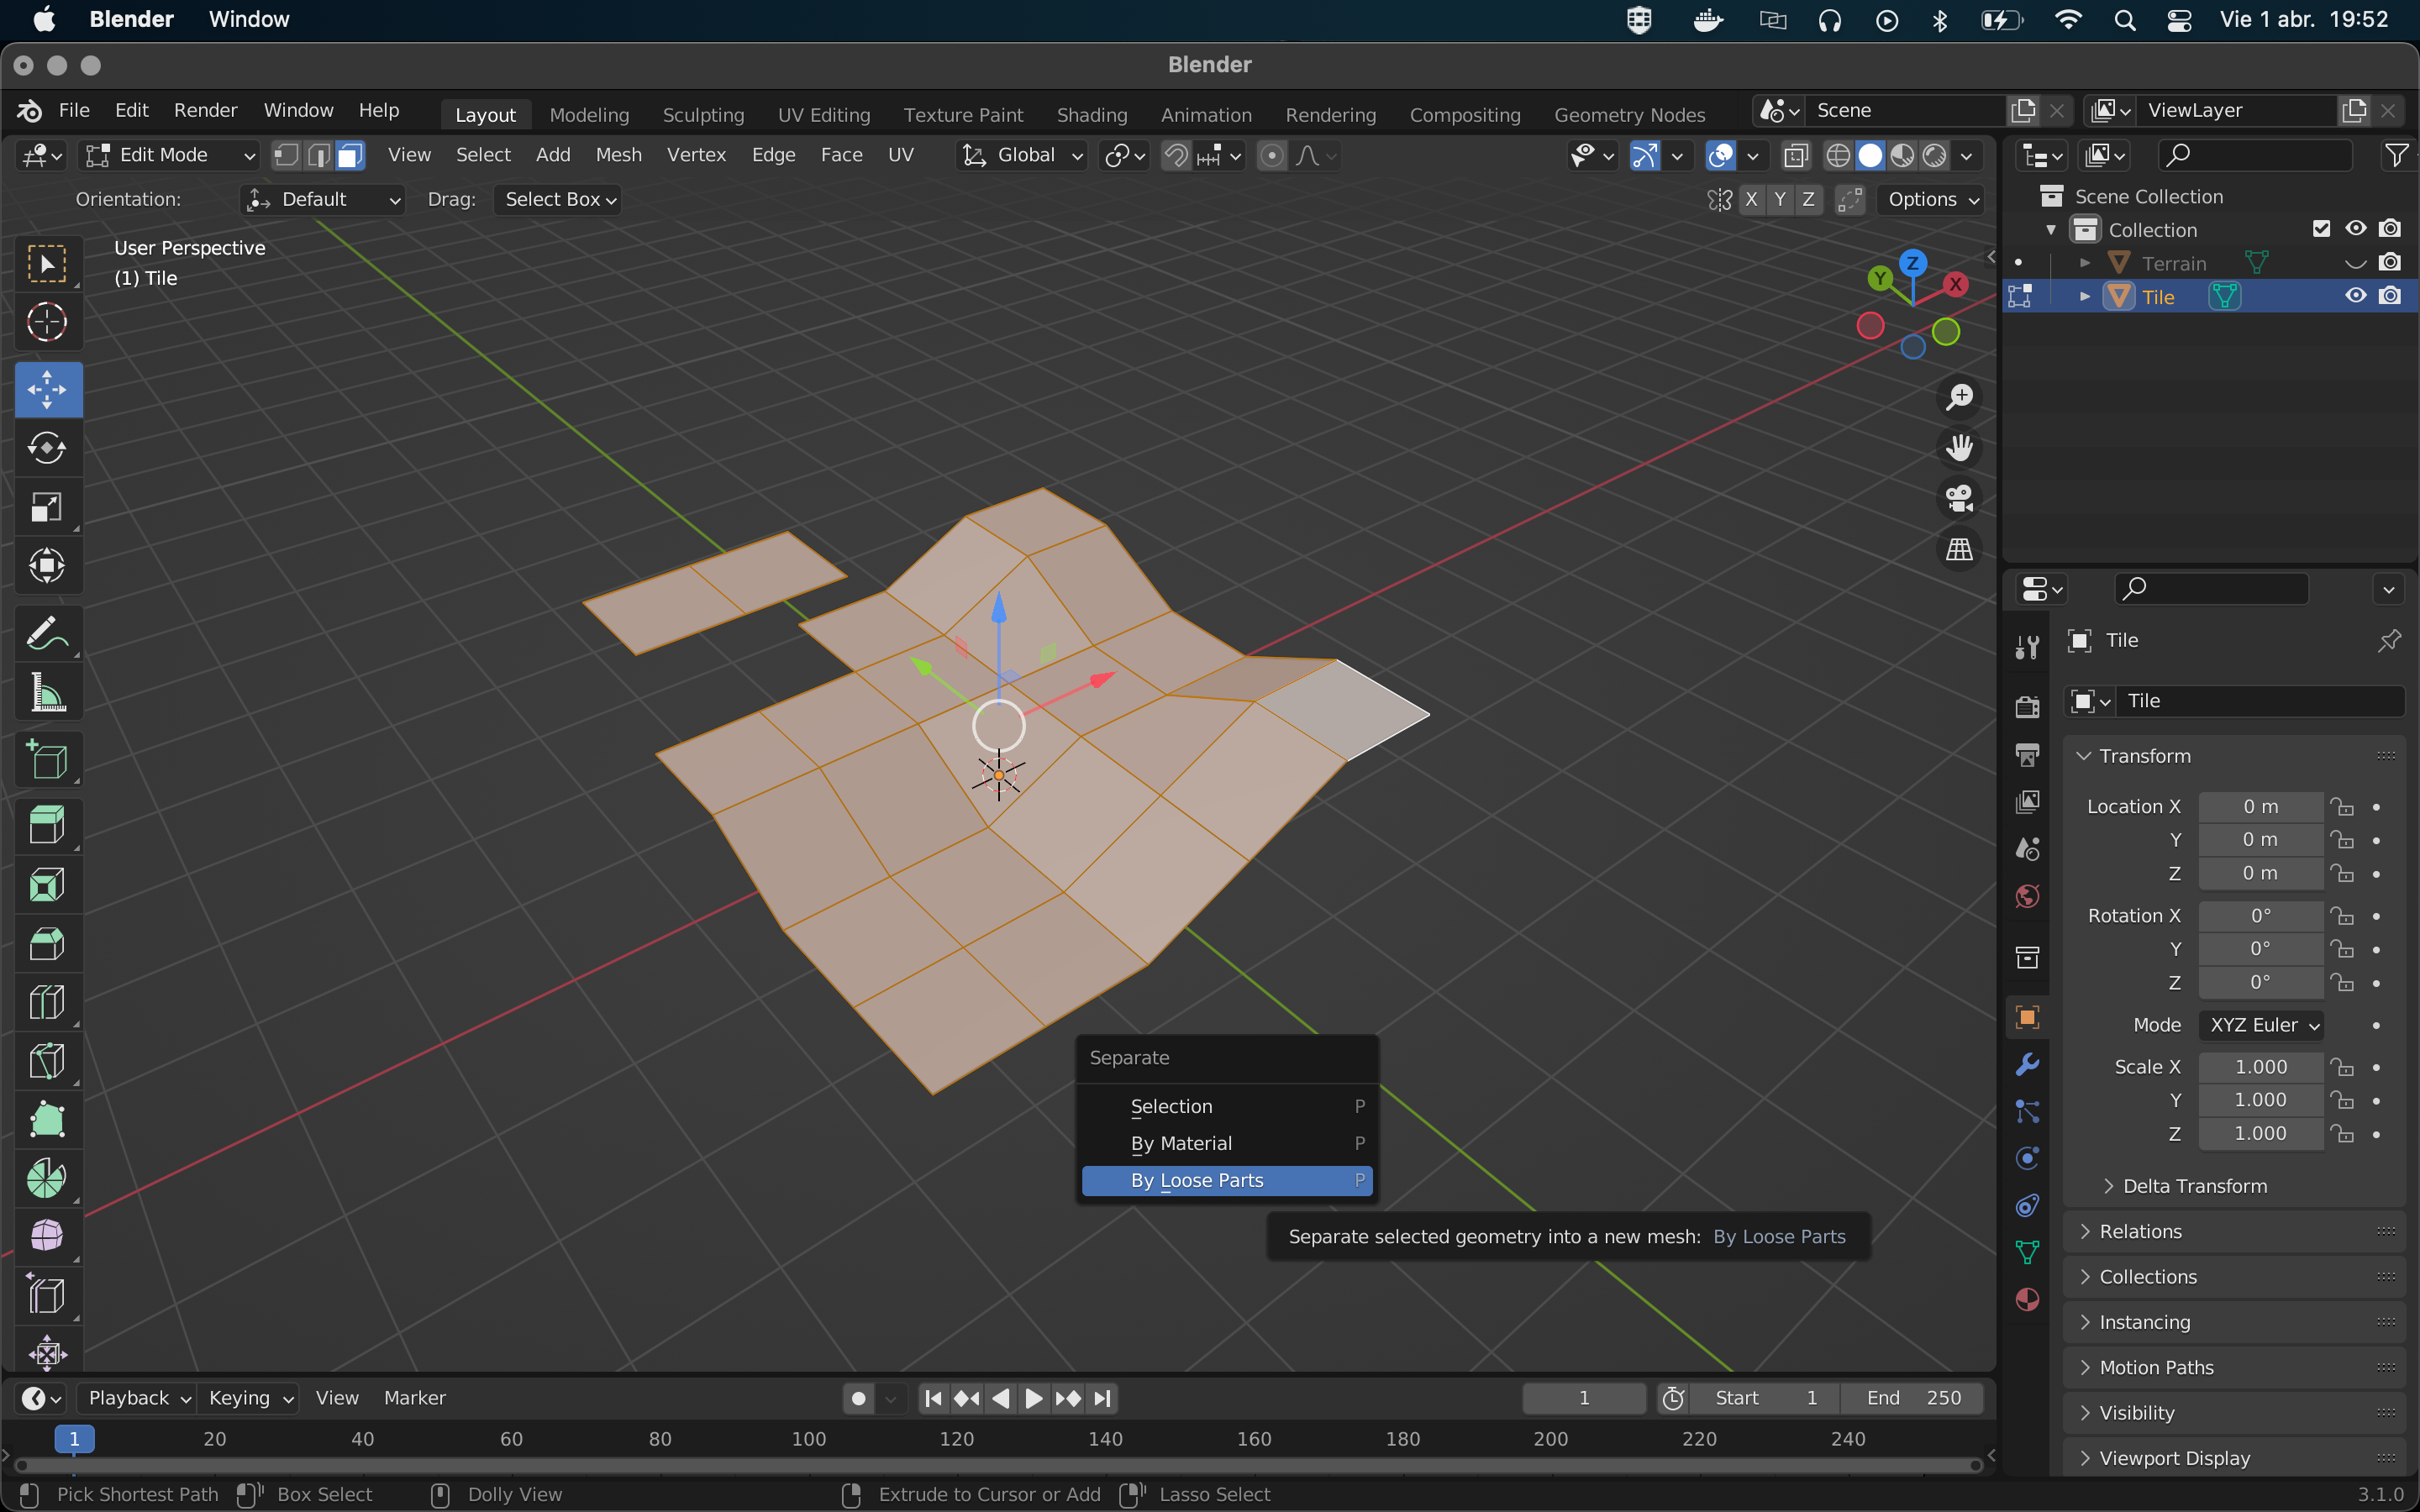 Blender Window Vie 1 abr. 19:52
Blender
File Edit Render Window Help Layout Modeling Sculpting UV Editing Texture Paint Shading Animation Rendering Compositing Geometry Nodes Scene ViewLayer
Edit Mode View Select Add Mesh Vertex Edge Face UV Global
Orientation: Default Drag: Select Box X Y Z Options
User Perspective
(1) Tile
Z
Y
X
Scene Collection
Collection
Terrain
Tile
Tile
Tile
Transform
Location X 0 m
Y 0 m
Z 0 m
Rotation X 0°
Y 0°
Z 0°
Mode XYZ Euler
Scale X 1.000
Y 1.000
Z 1.000
Delta Transform
Relations
Collections
Instancing
Motion Paths
Visibility
Viewport Display
Separate
Selection P
By Material P
By Loose Parts P
Separate selected geometry into a new mesh: By Loose Parts
Playback Keying View Marker 1 Start 1 End 250
1 20 40 60 80 100 120 140 160 180 200 220 240
Pick Shortest Path Box Select Dolly View Extrude to Cursor or Add Lasso Select 3.1.0